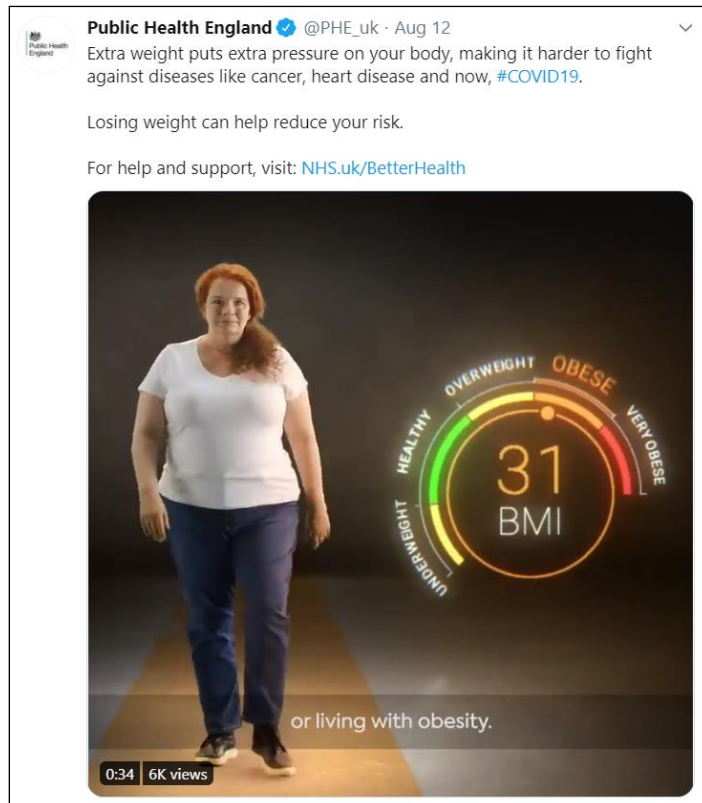 Public Health
England
Public Health England @PHE_uk · Aug 12
Extra weight puts extra pressure on your body, making it harder to fight
against diseases like cancer, heart disease and now, #COVID19.
Losing weight can help reduce your risk.
For help and support, visit: NHS.uk/BetterHealth
UNDERWEIGHT
HEALTHY
OVERWEIGHT
OBESE
VERY OBESE
31
BMI
or living with obesity.
0:34 6K views